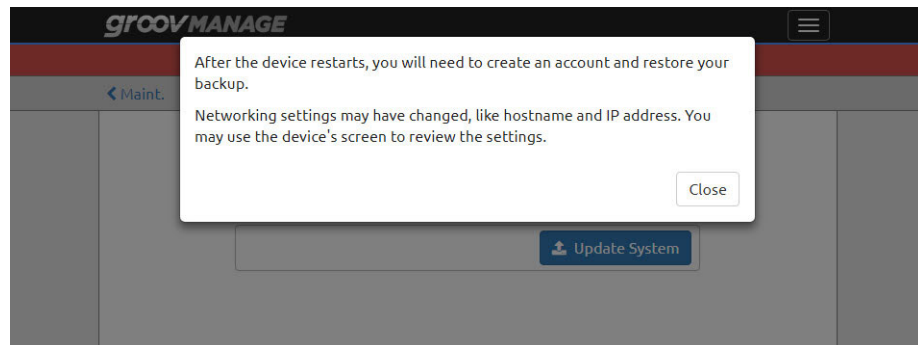 groovMANAGE
After the device restarts, you will need to create an account and restore your
backup.
Networking settings may have changed, like hostname and IP address. You
may use the device's screen to review the settings.
Close
Maint.
Update System